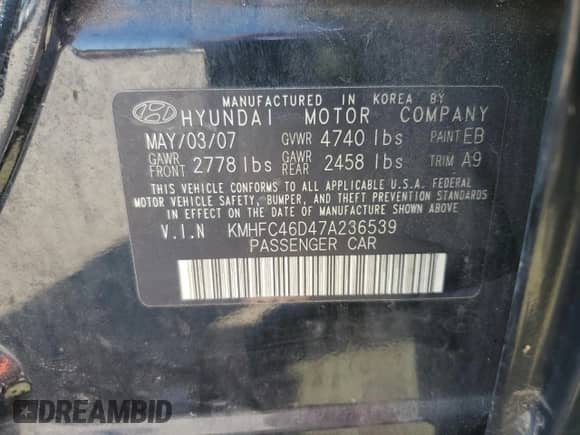 MANUFACTURED IN KOREA BY
HYUNDAI MOTOR COMPANY
MAY/03/07 GVWR 4740 lbs PAINT EB
GAWR FRONT 2778 lbs GAWR REAR 2458 lbs TRIM A9
THIS VEHICLE CONFORMS TO ALL APPLICABLE U.S.A. FEDERAL
MOTOR VEHICLE SAFETY, BUMPER, AND THEFT PREVENTION STANDARDS
IN EFFECT ON THE DATE OF MANUFACTURE SHOWN ABOVE.
V.I.N KMHFC46D47A236539
PASSENGER CAR
DREAMBID